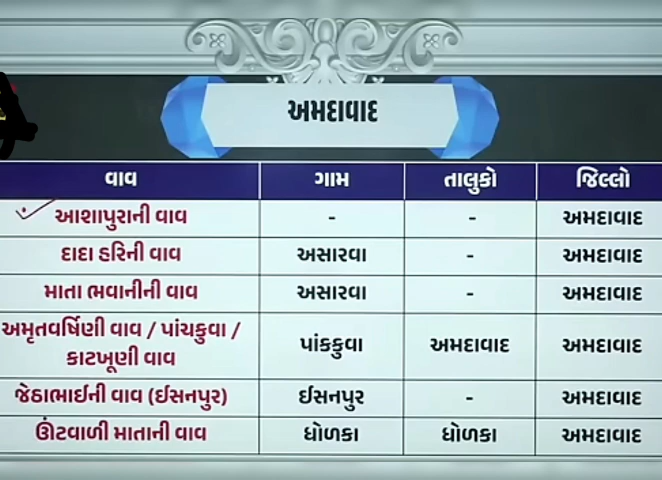 અમદાવાદ
વાવ ગામ તાલુકો જિલ્લો
આશાપુરાની વાવ - - અમદાવાદ
દાદા હરિની વાવ અસારવા - અમદાવાદ
માતા ભવાનીની વાવ અસારવા - અમદાવાદ
અમૃતવર્ષિણી વાવ / પાંચકુવા /
કાટખૂણી વાવ પાંકકુવા અમદાવાદ અમદાવાદ
જેઠાભાઈની વાવ (ઈસનપુર) ઈસનપુર - અમદાવાદ
ઊંટવાળી માતાની વાવ ધોળકા ધોળકા અમદાવાદ